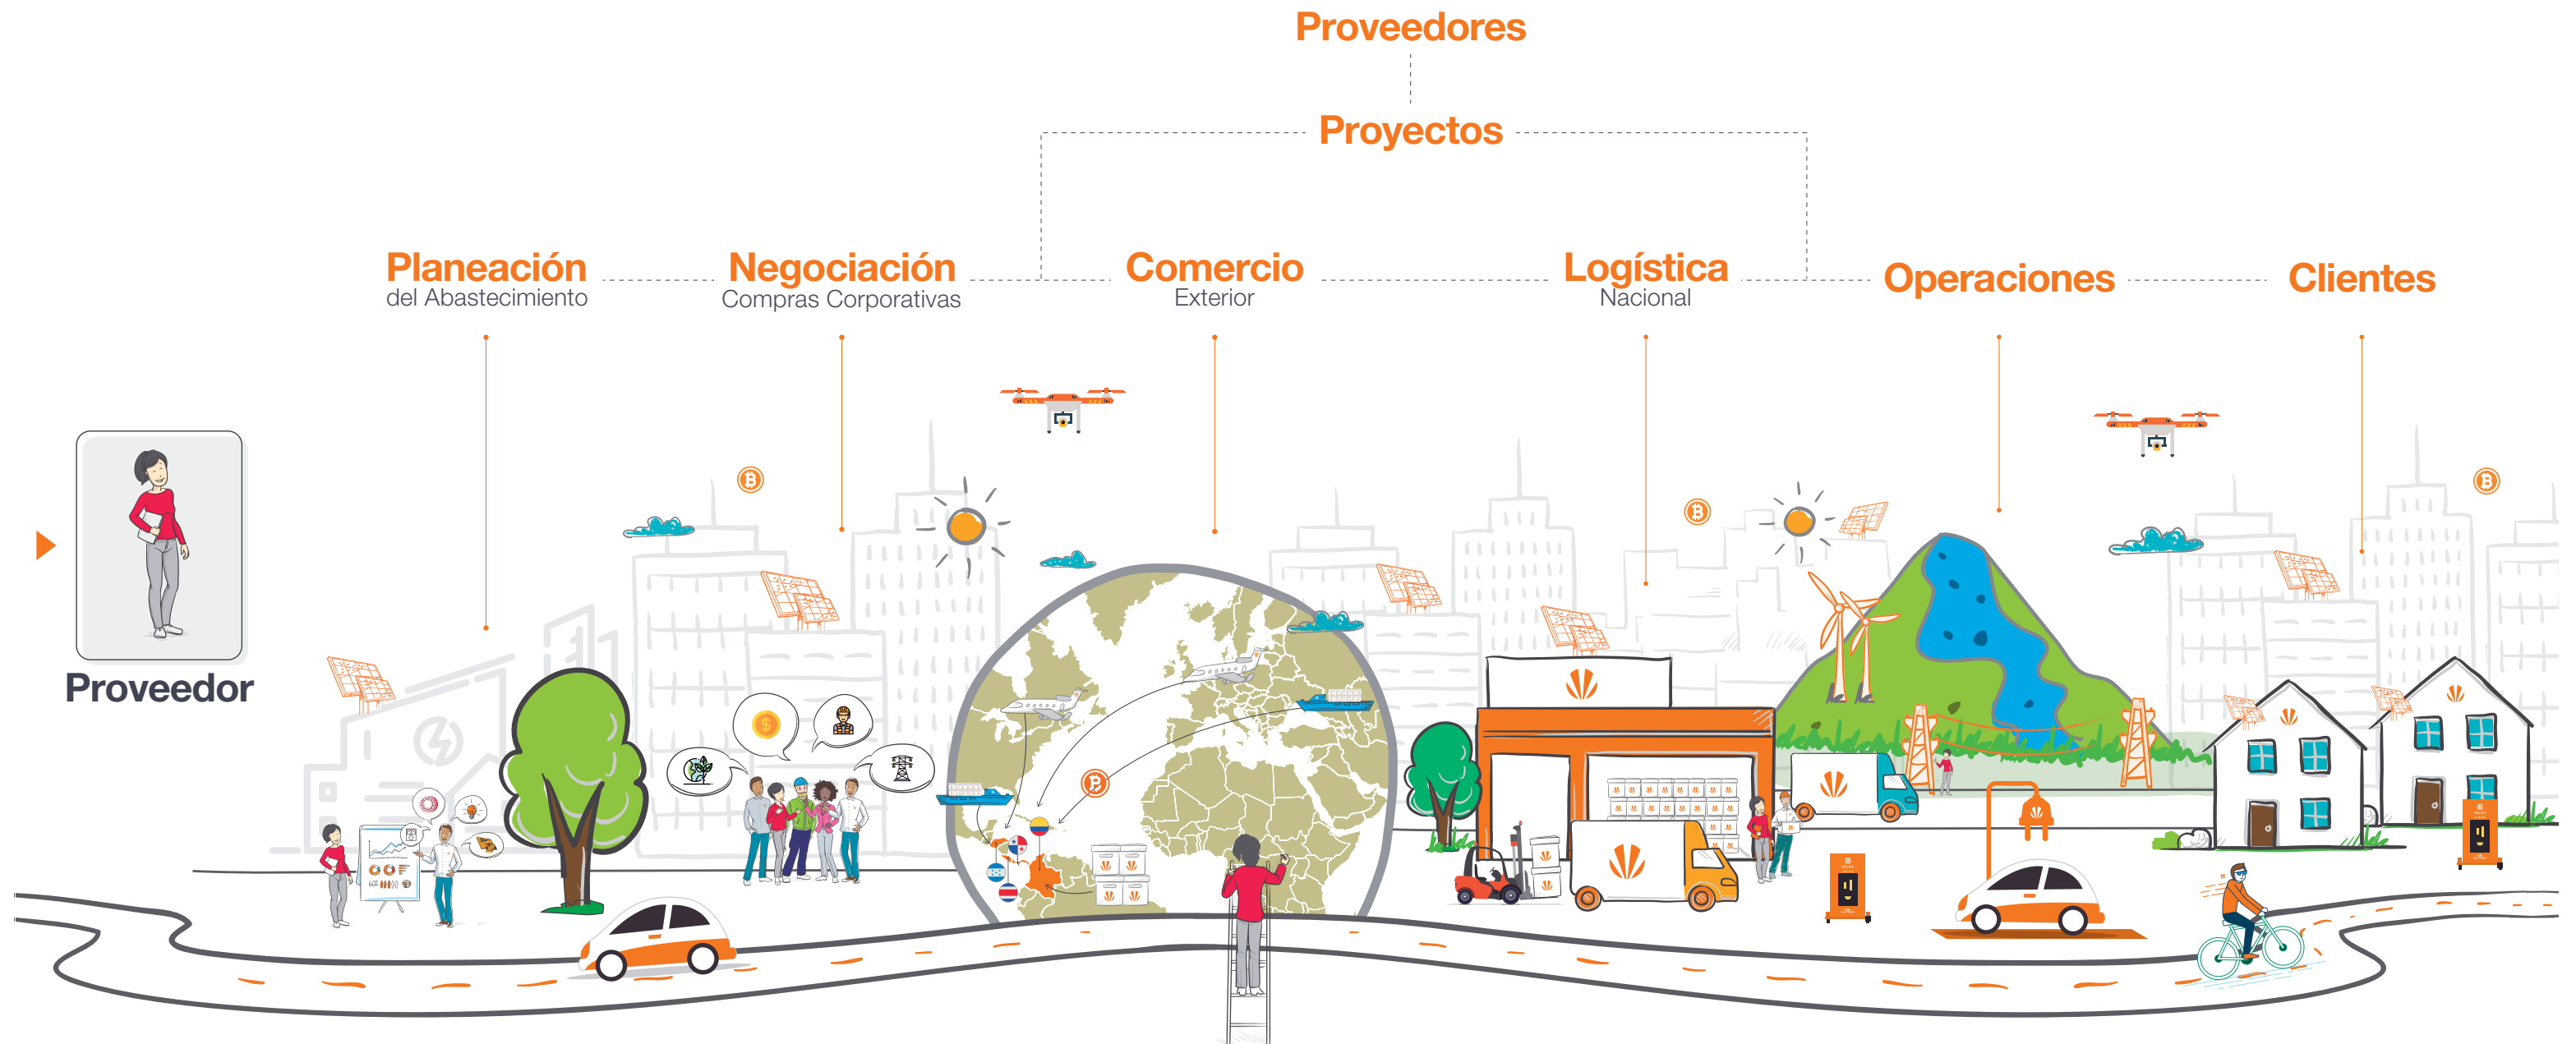 Proveedores
Proyectos
Planeación
del Abastecimiento
Negociación
Compras Corporativas
Comercio
Exterior
Logística
Nacional
Operaciones
Clientes
Proveedor